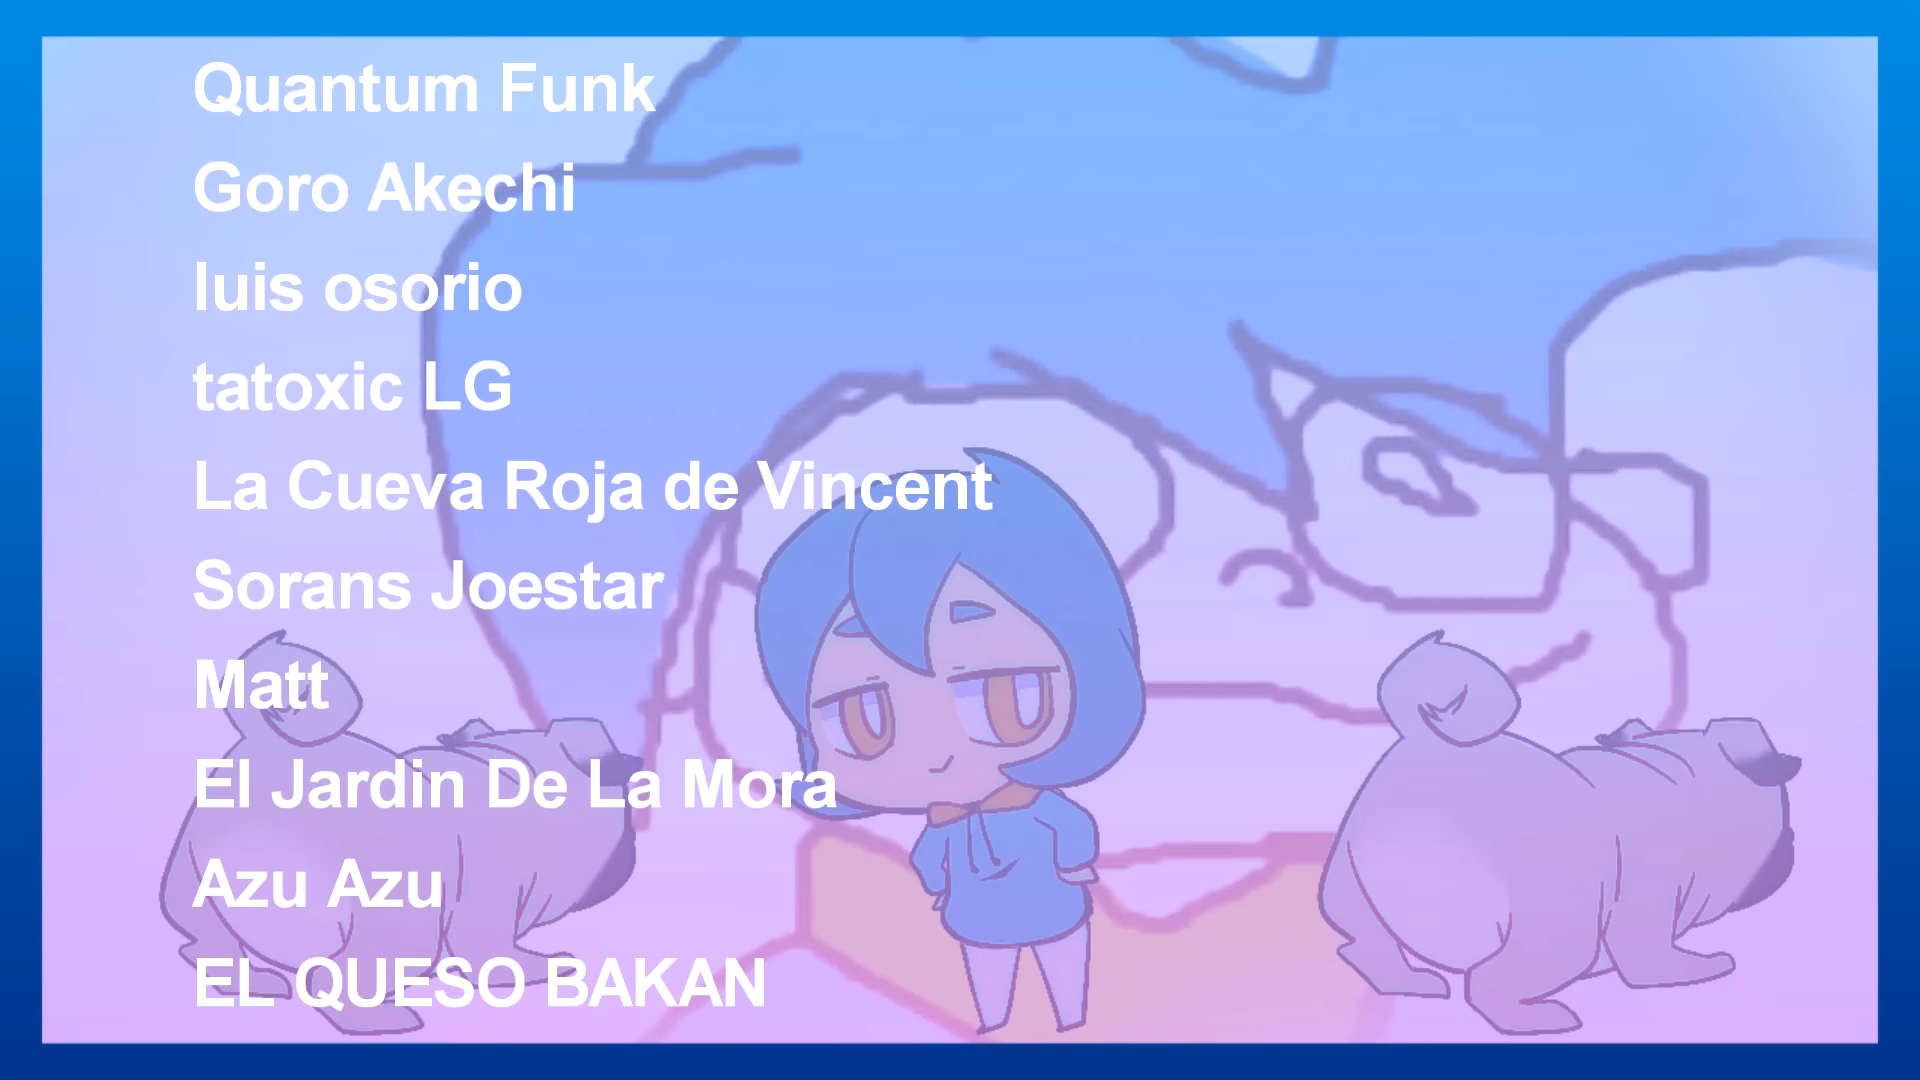 Quantum Funk
Goro Akechi
luis osorio
tatoxic LG
La Cueva Roja de Vincent
Sorans Joestar
Matt
El Jardin De La Mora
Azu Azu
EL QUESO BAKAN